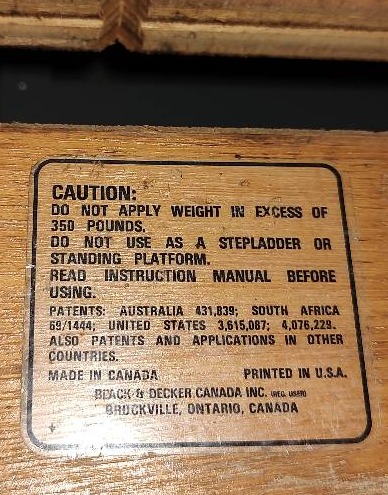 CAUTION:
DO NOT APPLY WEIGHT IN EXCESS OF
350 POUNDS.
DO NOT USE AS A STEPLADDER OR
STANDING PLATFORM.
READ INSTRUCTION MANUAL BEFORE
USING.
PATENTS: AUSTRALIA 431,839; SOUTH AFRICA
69/1444; UNITED STATES 3,615,087; 4,076,229.
ALSO PATENTS AND APPLICATIONS IN OTHER
COUNTRIES.
MADE IN CANADA PRINTED IN U.S.A.
BLACK & DECKER CANADA INC. (REG. USER)
BROCKVILLE, ONTARIO, CANADA